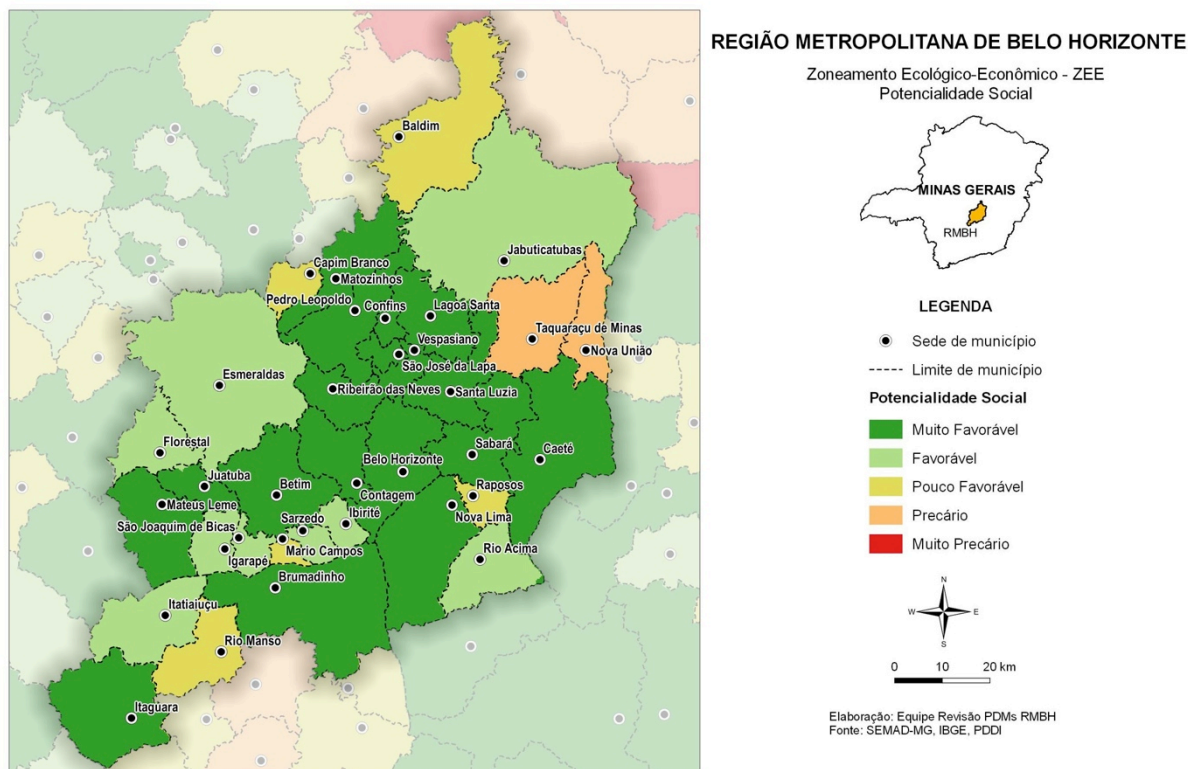 REGIÃO METROPOLITANA DE BELO HORIZONTE
Zoneamento Ecológico-Econômico - ZEE
Potencialidade Social
MINAS GERAIS
RMBH
LEGENDA
Sede de município
Limite de município
Potencialidade Social
Muito Favorável
Favorável
Pouco Favorável
Precário
Muito Precário
N
W
E
S
0 10 20 km
Elaboração: Equipe Revisão PDMs RMBH
Fonte: SEMAD-MG, IBGE, PDDI
Baldim
Jabuticatubas
Capim Branco
Matozinhos
Pedro Leopoldo
Confins
Lagoa Santa
Taquaraçu de Minas
Vespasiano
Nova União
São José da Lapa
Esmeraldas
Ribeirão das Neves
Santa Luzia
Florestal
Sabará
Caeté
Belo Horizonte
Juatuba
Betim
Contagem
Raposos
Mateus Leme
Nova Lima
São Joaquim de Bicas
Sarzedo
Ibirité
Igarapé
Mario Campos
Rio Acima
Brumadinho
Itatiaiuçu
Rio Manso
Itaguara